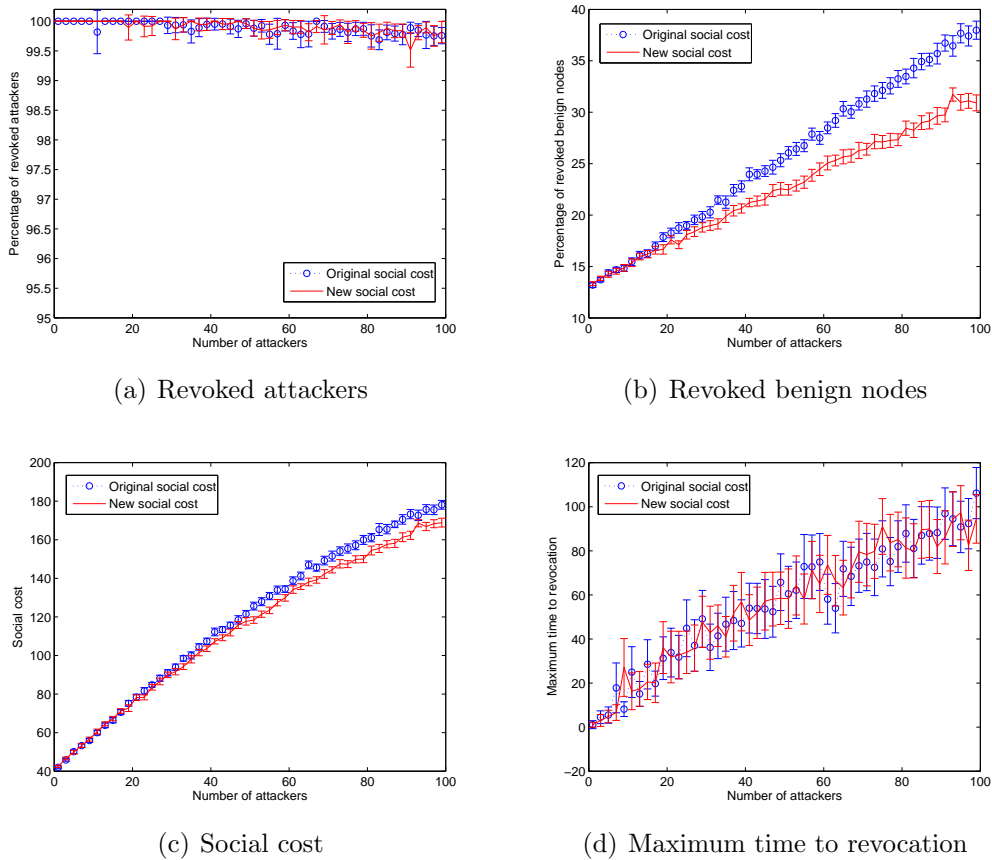 100
99.5
99
98.5
98
97.5
97
96.5
96
95.5
95
Percentage of revoked attackers
Original social cost
New social cost
0 20 40 60 80 100
Number of attackers
(a) Revoked attackers
40
35
30
25
20
15
10
Percentage of revoked benign nodes
Original social cost
New social cost
0 20 40 60 80 100
Number of attackers
(b) Revoked benign nodes
200
180
160
140
120
100
80
60
40
Social cost
Original social cost
New social cost
0 20 40 60 80 100
Number of attackers
(c) Social cost
120
100
80
60
40
20
0
−20
Maximum time to revocation
Original social cost
New social cost
0 20 40 60 80 100
Number of attackers
(d) Maximum time to revocation